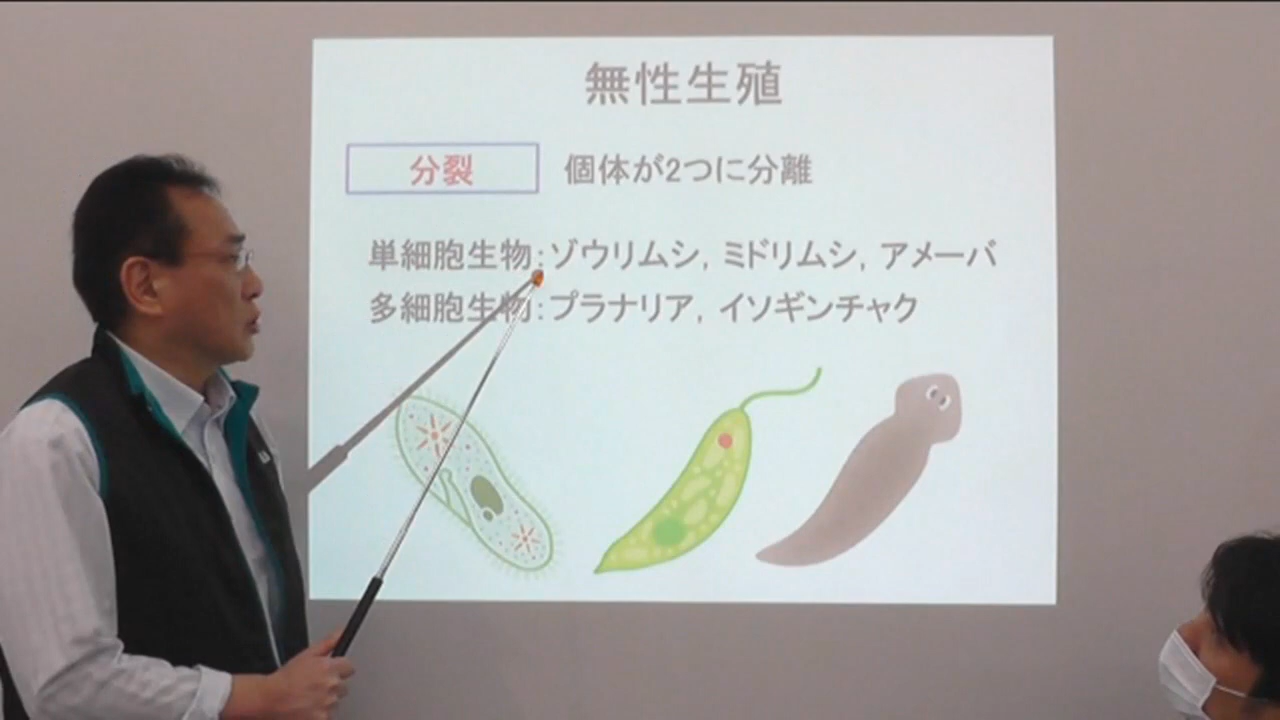 無性生殖
分裂 個体が2つに分離
単細胞生物：ゾウリムシ，ミドリムシ，アメーバ
多細胞生物：プラナリア，イソギンチャク